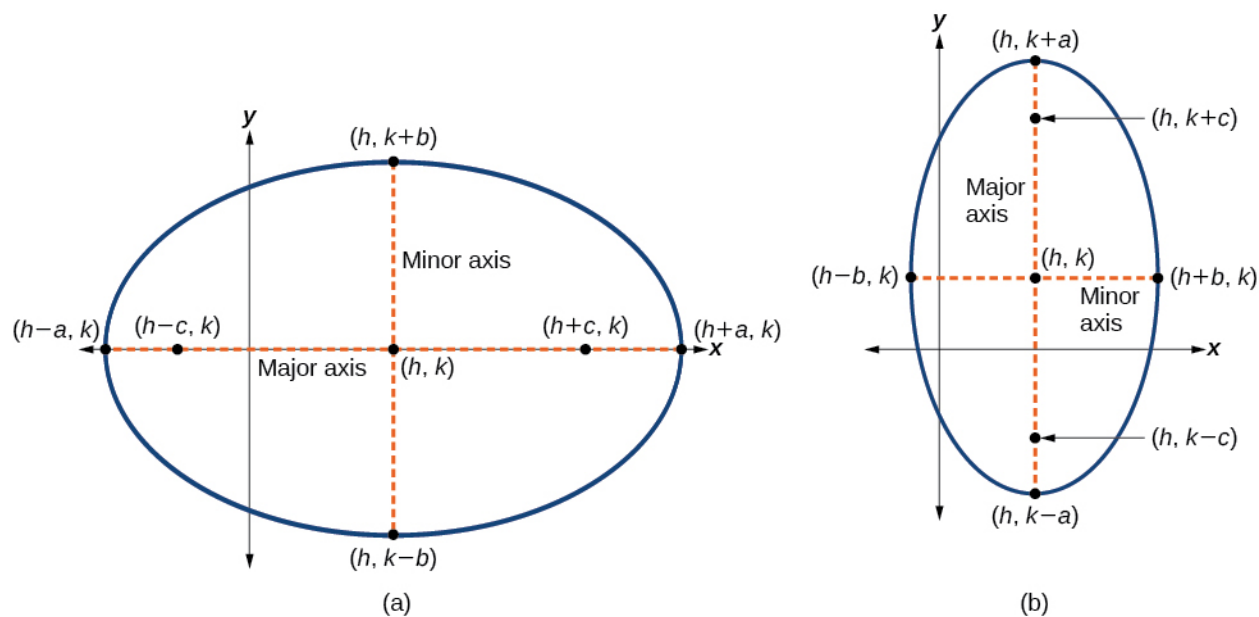 y
(h, k+b)
Minor axis
(h−a, k)
(h−c, k)
(h+c, k)
(h+a, k)
x
Major axis
(h, k)
(h, k−b)
(a)
y
(h, k+a)
(h, k+c)
Major
axis
(h, k)
(h−b, k)
(h+b, k)
Minor
axis
x
(h, k−c)
(h, k−a)
(b)